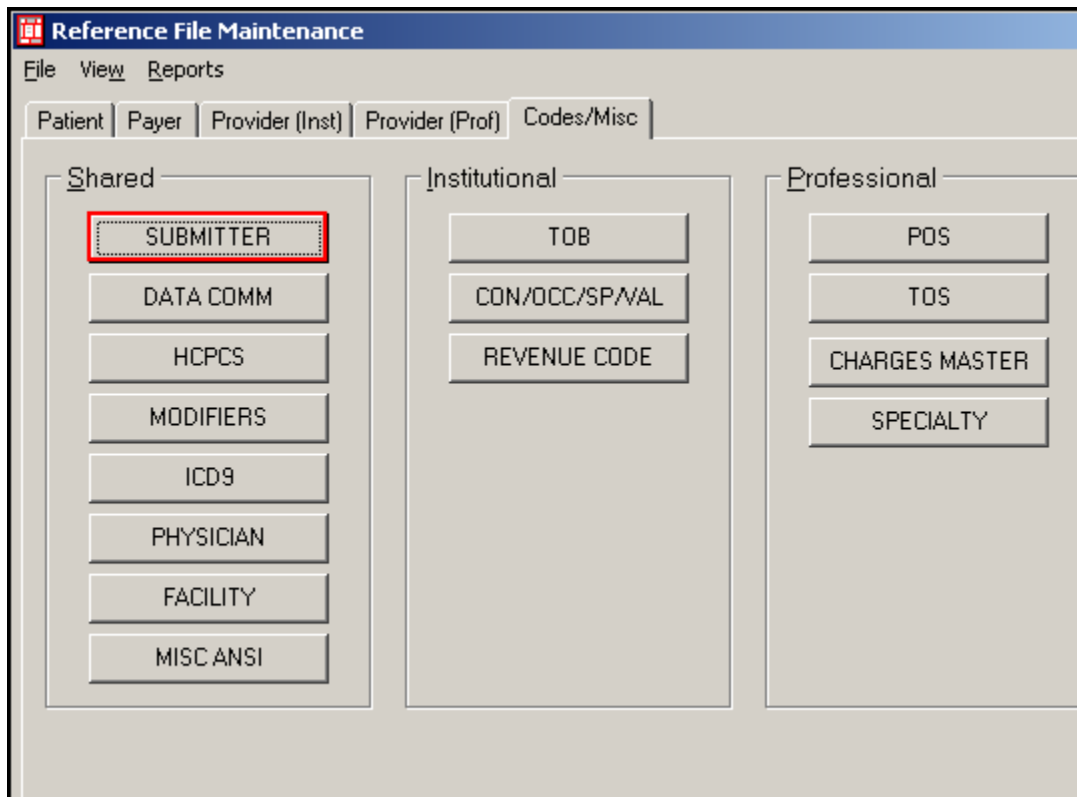 Reference File Maintenance
File View Reports
Patient Payer Provider (Inst) Provider (Prof) Codes/Misc
Shared
SUBMITTER
DATA COMM
HCPCS
MODIFIERS
ICD9
PHYSICIAN
FACILITY
MISC ANSI
Institutional
TOB
CON/OCC/SP/VAL
REVENUE CODE
Professional
POS
TOS
CHARGES MASTER
SPECIALTY